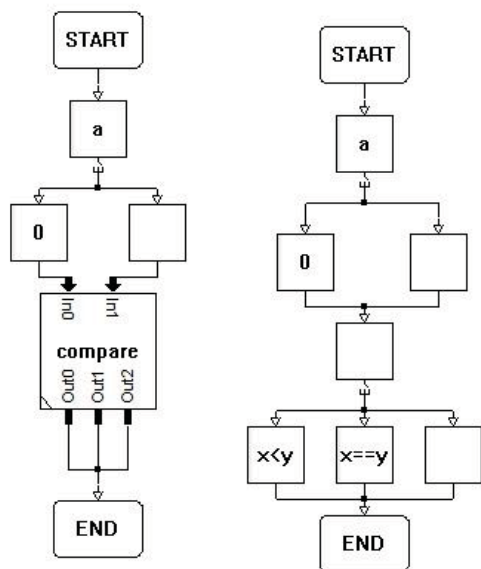 START
a
0
In0
In1
compare
Out0
Out1
Out2
END
START
a
0
x<y
x==y
END